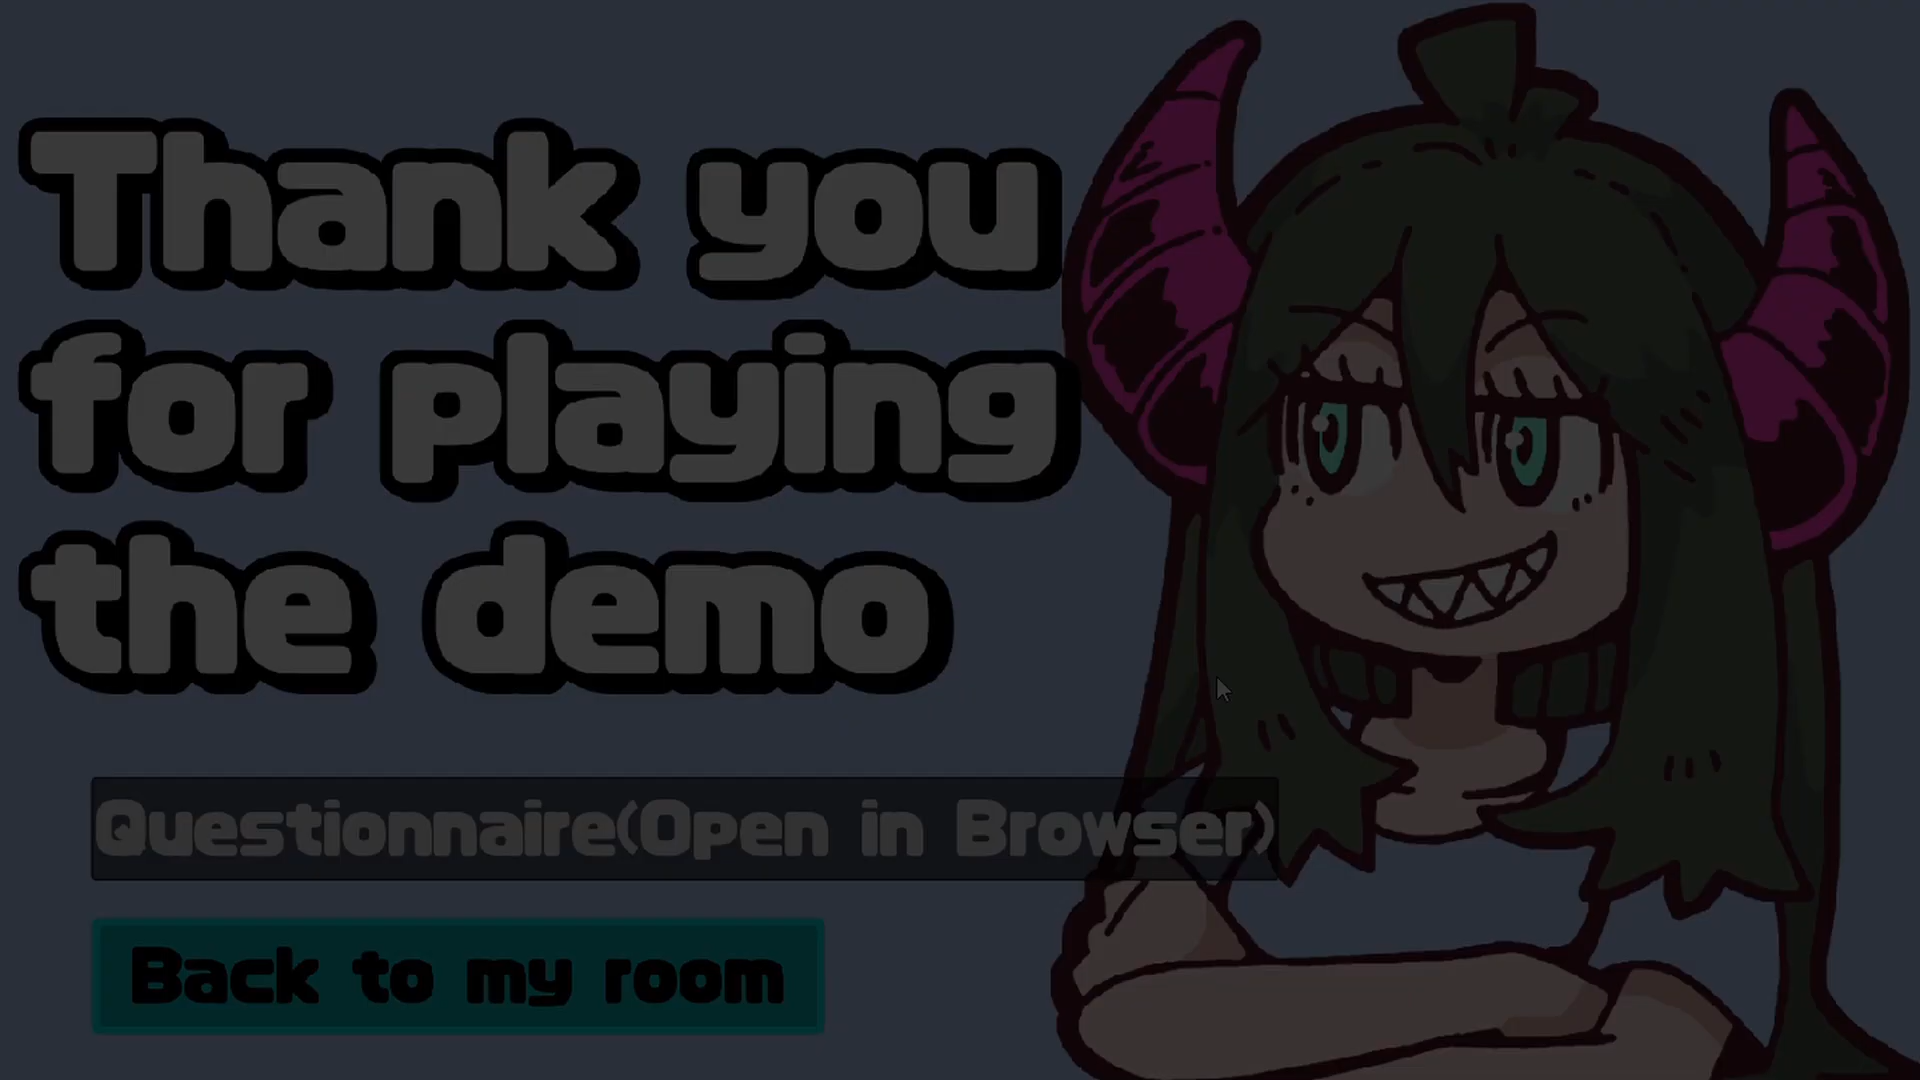 Thank you
for playing
the demo
Questionnaire(Open in Browser)
Back to my room